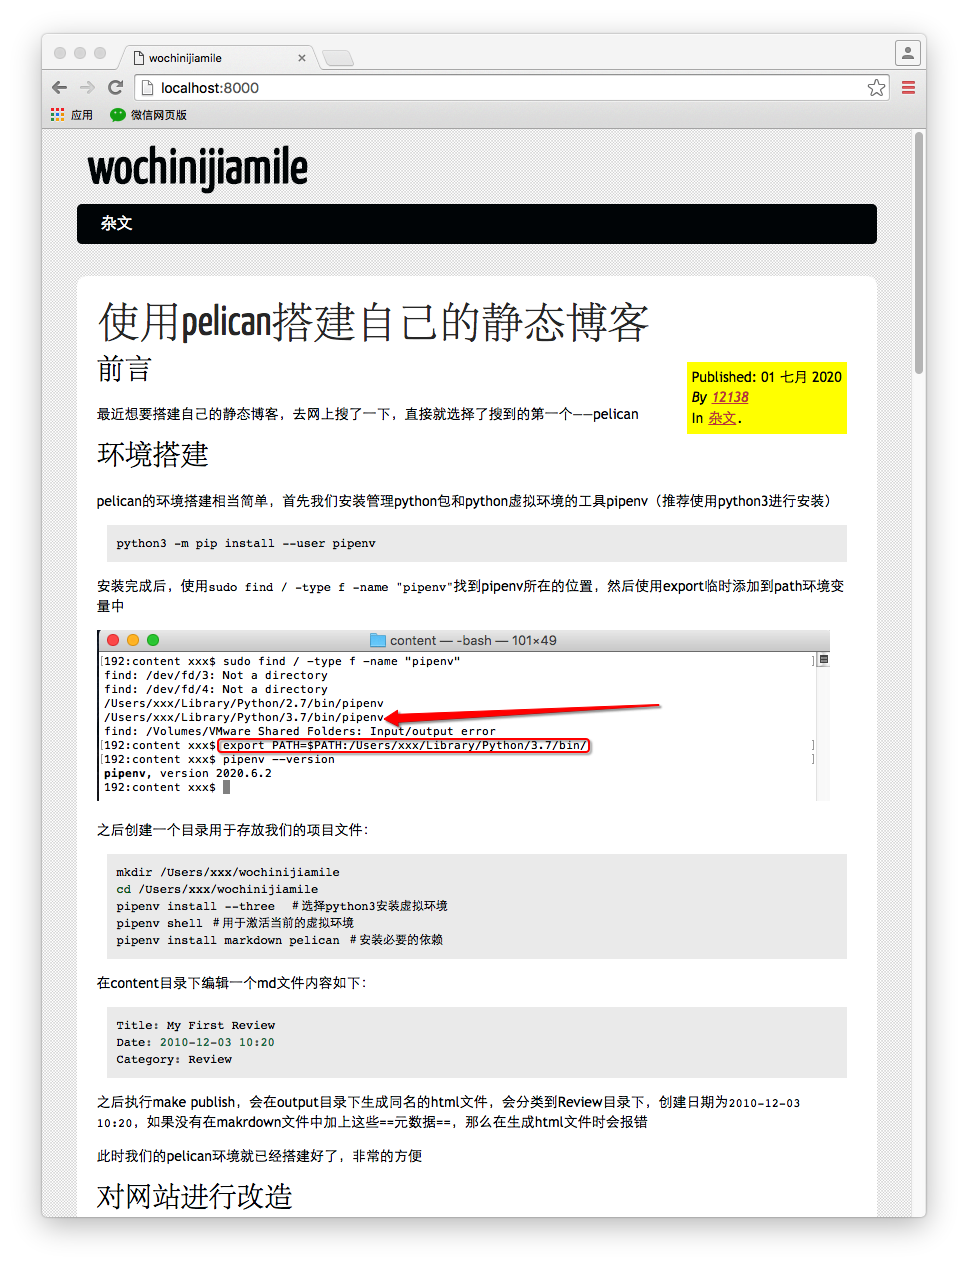 wochinijiamile
localhost:8000
应用
微信网页版
wochinijiamile
杂文
使用pelican搭建自己的静态博客
前言
Published: 01 七月 2020
By 12138
In 杂文.
最近想要搭建自己的静态博客，去网上搜了一下，直接就选择了搜到的第一个——pelican
环境搭建
pelican的环境搭建相当简单，首先我们安装管理python包和python虚拟环境的工具pipenv（推荐使用python3进行安装）
python3 -m pip install --user pipenv
安装完成后，使用sudo find / -type f -name "pipenv"找到pipenv所在的位置，然后使用export临时添加到path环境变
量中
content — -bash — 101×49
[192:content xxx$ sudo find / -type f -name "pipenv" ]
find: /dev/fd/3: Not a directory
find: /dev/fd/4: Not a directory
/Users/xxx/Library/Python/2.7/bin/pipenv
/Users/xxx/Library/Python/3.7/bin/pipenv
find: /Volumes/VMware Shared Folders: Input/output error
[192:content xxx$ export PATH=$PATH:/Users/xxx/Library/Python/3.7/bin/ ]
[192:content xxx$ pipenv --version ]
pipenv, version 2020.6.2
192:content xxx$
之后创建一个目录用于存放我们的项目文件：
mkdir /Users/xxx/wochinijiamile
cd /Users/xxx/wochinijiamile
pipenv install --three  # 选择python3安装虚拟环境
pipenv shell # 用于激活当前的虚拟环境
pipenv install markdown pelican # 安装必要的依赖
在content目录下编辑一个md文件内容如下：
Title: My First Review
Date: 2010-12-03 10:20
Category: Review
之后执行make publish，会在output目录下生成同名的html文件，会分类到Review目录下，创建日期为2010-12-03
10:20，如果没有在makrdown文件中加上这些==元数据==，那么在生成html文件时会报错
此时我们的pelican环境就已经搭建好了，非常的方便
对网站进行改造